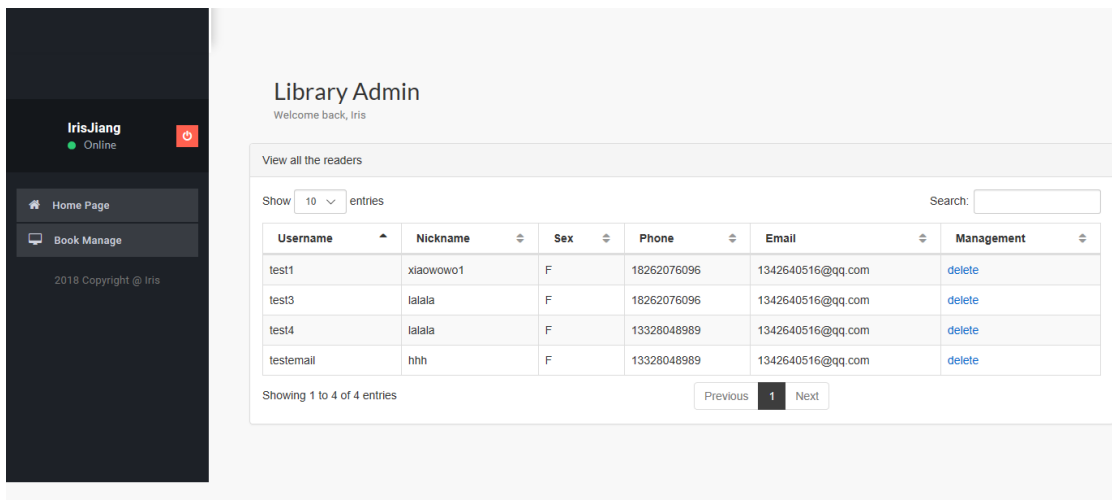 Library Admin
Welcome back, Iris
IrisJiang
Online
Home Page
Book Manage
2018 Copyright @ Iris
View all the readers
Show 10 entries Search:
Username Nickname Sex Phone Email Management
test1 xiaowowo1 F 18262076096 1342640516@qq.com delete
test3 lalala F 18262076096 1342640516@qq.com delete
test4 lalala F 13328048989 1342640516@qq.com delete
testemail hhh F 13328048989 1342640516@qq.com delete
Showing 1 to 4 of 4 entries Previous 1 Next